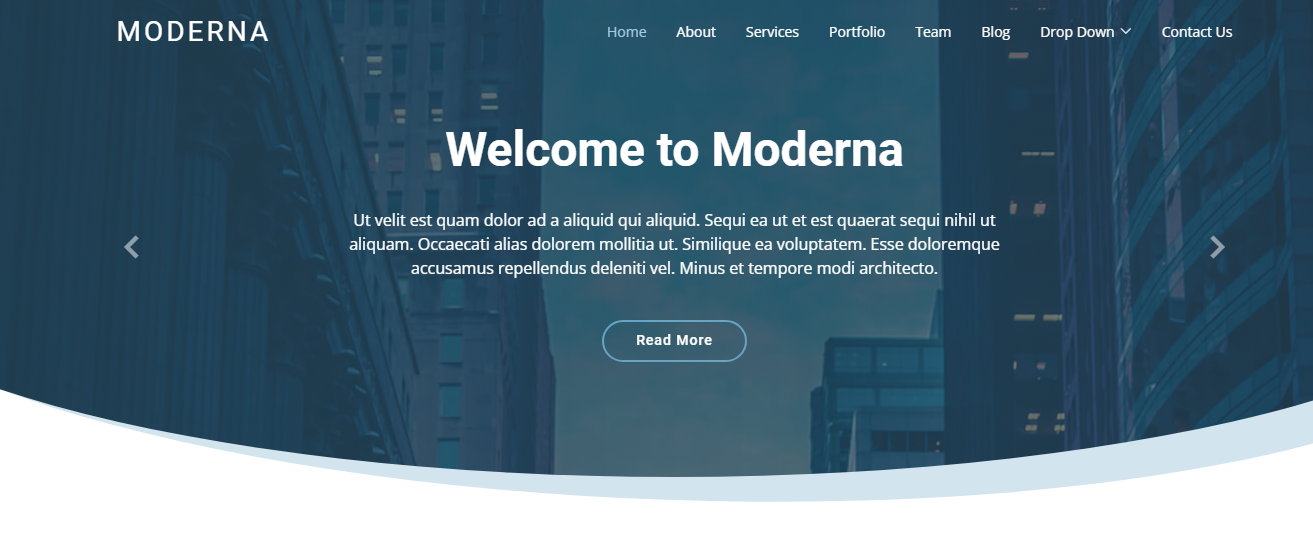 MODERNA
Home About Services Portfolio Team Blog Drop Down Contact Us
Welcome to Moderna
Ut velit est quam dolor ad a aliquid qui aliquid. Sequi ea ut et est quaerat sequi nihil ut
aliquam. Occaecati alias dolorem mollitia ut. Similique ea voluptatem. Esse doloremque
accusamus repellendus deleniti vel. Minus et tempore modi architecto.
Read More